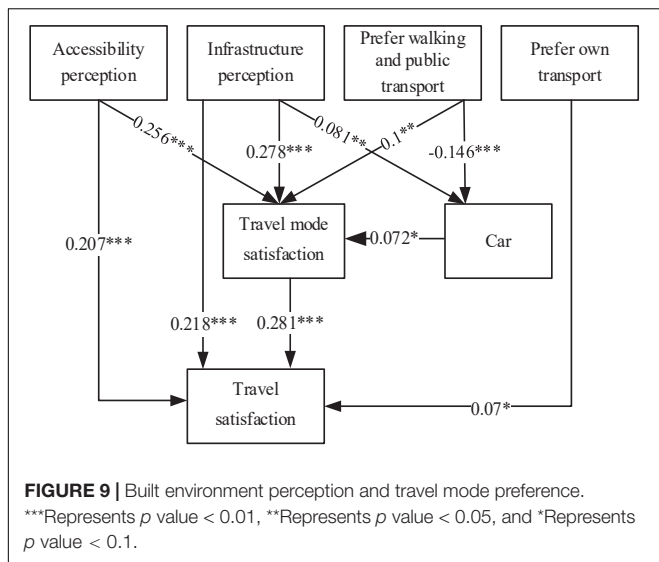 Accessibility
perception
Infrastructure
perception
Prefer walking
and public
transport
Prefer own
transport
0.256***
0.278***
0.081**
0.1**
-0.146***
Travel mode
satisfaction
0.072*
Car
0.207***
0.218***
0.281***
Travel
satisfaction
0.07*
FIGURE 9 | Built environment perception and travel mode preference.
***Represents p value < 0.01, **Represents p value < 0.05, and *Represents
p value < 0.1.